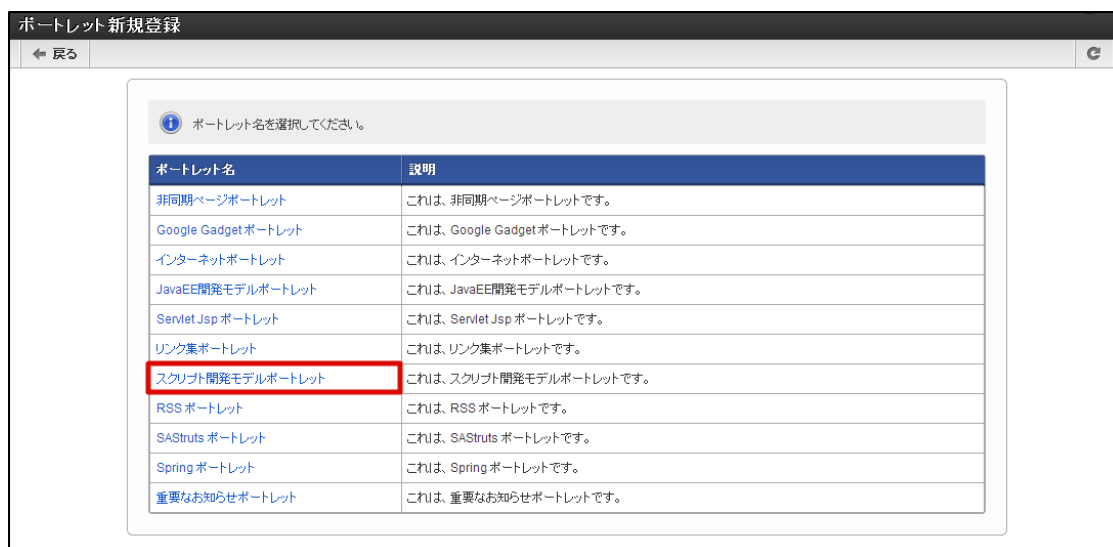 ポートレット新規登録
戻る
ポートレット名を選択してください。
ポートレット名 説明
非同期ページポートレット これは、非同期ページポートレットです。
Google Gadget ポートレット これは、Google Gadget ポートレットです。
インターネットポートレット これは、インターネットポートレットです。
JavaEE開発モデルポートレット これは、JavaEE開発モデルポートレットです。
Servlet Jsp ポートレット これは、Servlet Jsp ポートレットです。
リンク集ポートレット これは、リンク集ポートレットです。
スクリプト開発モデルポートレット これは、スクリプト開発モデルポートレットです。
RSS ポートレット これは、RSS ポートレットです。
SAStruts ポートレット これは、SAStruts ポートレットです。
Spring ポートレット これは、Spring ポートレットです。
重要なお知らせポートレット これは、重要なお知らせポートレットです。